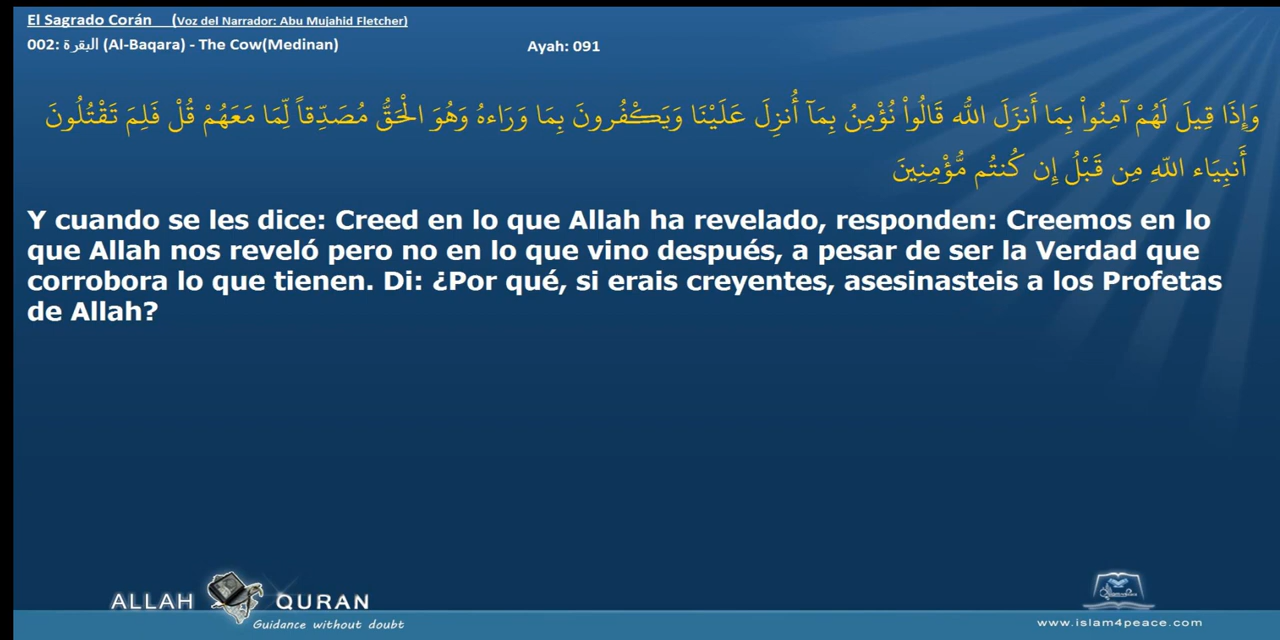 El Sagrado Corán (Voz del Narrador: Abu Mujahid Fletcher)
002: البقرة (Al-Baqara) - The Cow(Medinan) Ayah: 091
وَإِذَا قِيلَ لَهُمْ آمِنُواْ بِمَا أَنزَلَ اللّه قَالُواْ نُؤْمِنُ بِمَآ أُنزِلَ عَلَيْنَا وَيَكْفُرونَ بِمَا وَرَاءهُ وَهُوَ الْحَقُّ مُصَدِّقاً لِّمَا مَعَهُمْ قُلْ فَلِمَ تَقْتُلُونَ
أَنبِيَاء اللّهِ مِن قَبْلُ إِن كُنتُم مُّؤْمِنِينَ
Y cuando se les dice: Creed en lo que Allah ha revelado, responden: Creemos en lo
que Allah nos reveló pero no en lo que vino después, a pesar de ser la Verdad que
corrobora lo que tienen. Di: ¿Por qué, si erais creyentes, asesinasteis a los Profetas
de Allah?
ALLAH QURAN
Guidance without doubt
www.islam4peace.com